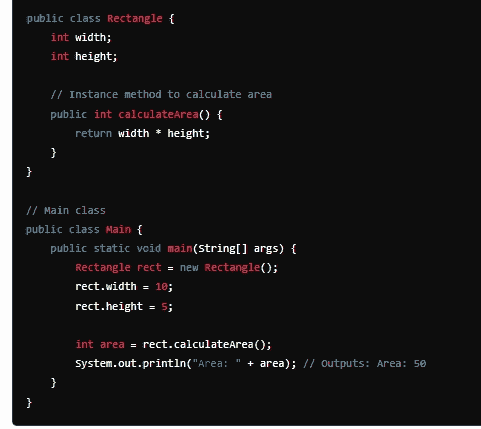 public class Rectangle {
    int width;
    int height;

    // Instance method to calculate area
    public int calculateArea() {
        return width * height;
    }
}

// Main class
public class Main {
    public static void main(String[] args) {
        Rectangle rect = new Rectangle();
        rect.width = 10;
        rect.height = 5;

        int area = rect.calculateArea();
        System.out.println("Area: " + area); // Outputs: Area: 50
    }
}